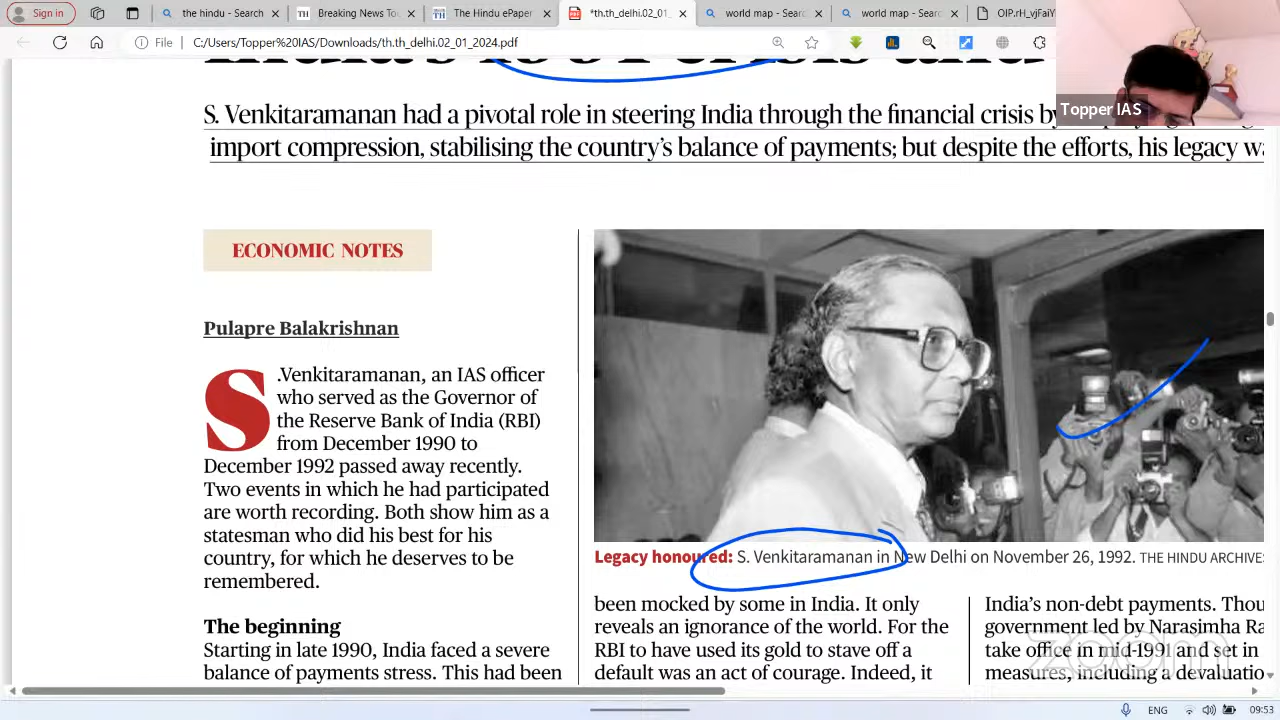 the hindu - Search
Breaking News To
The Hindu ePaper
*th.th_delhi.02_01
world map - Sear
world map - Sear
OIP.rH_vjFaiY
File
C:/Users/Topper%20IAS/Downloads/th.th_delhi.02_01_2024.pdf
Topper IAS
S. Venkitaramanan had a pivotal role in steering India through the financial crisis by
import compression, stabilising the country's balance of payments; but despite the efforts, his legacy wa
ECONOMIC NOTES
Pulapre Balakrishnan
S.Venkitaramanan, an IAS officer
who served as the Governor of
the Reserve Bank of India (RBI)
from December 1990 to
December 1992 passed away recently.
Two events in which he had participated
are worth recording. Both show him as a
statesman who did his best for his
country, for which he deserves to be
remembered.
The beginning
Starting in late 1990, India faced a severe
balance of payments stress. This had been
Legacy honoured: S. Venkitaramanan in New Delhi on November 26, 1992. THE HINDU ARCHIVES
been mocked by some in India. It only
reveals an ignorance of the world. For the
RBI to have used its gold to stave off a
default was an act of courage. Indeed, it
India's non-debt payments. Thou
government led by Narasimha Ra
take office in mid-1991 and set in
measures, including a devaluatio
zoom
ENG
09:53